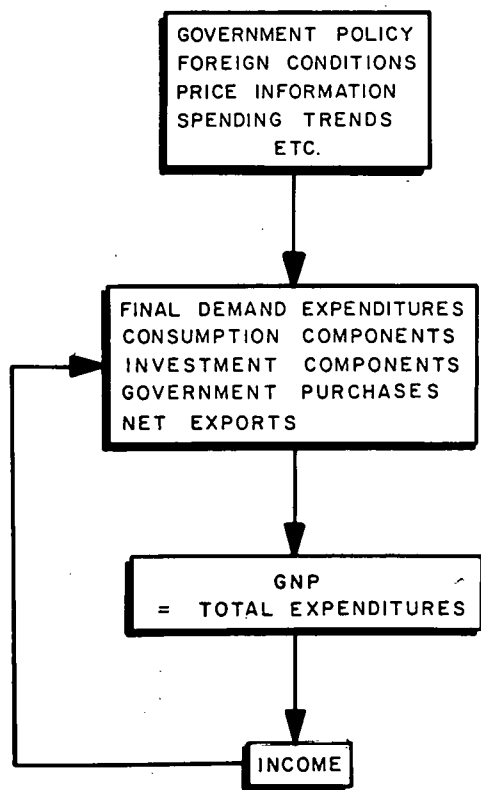 GOVERNMENT POLICY
FOREIGN CONDITIONS
PRICE INFORMATION
SPENDING TRENDS
ETC.
FINAL DEMAND EXPENDITURES
CONSUMPTION COMPONENTS
INVESTMENT COMPONENTS
GOVERNMENT PURCHASES
NET EXPORTS
GNP
= TOTAL EXPENDITURES
INCOME